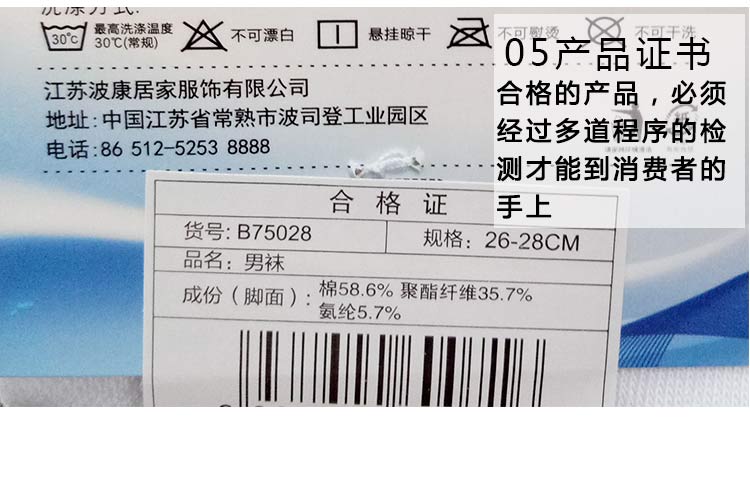 洗涤方式:
30℃ 最高洗涤温度 不可漂白 悬挂晾干 不可熨烫 不可干洗
30℃(常规)
江苏波康居家服饰有限公司
地址:中国江苏省常熟市波司登工业园区
电话:86 512-5253 8888
05产品证书
合格的产品，必须
经过多道程序的检
测才能到消费者的
手上
合格证
货号:B75028 规格:26-28CM
品名:男袜
成份(脚面):棉58.6% 聚酯纤维35.7%
氨纶5.7%